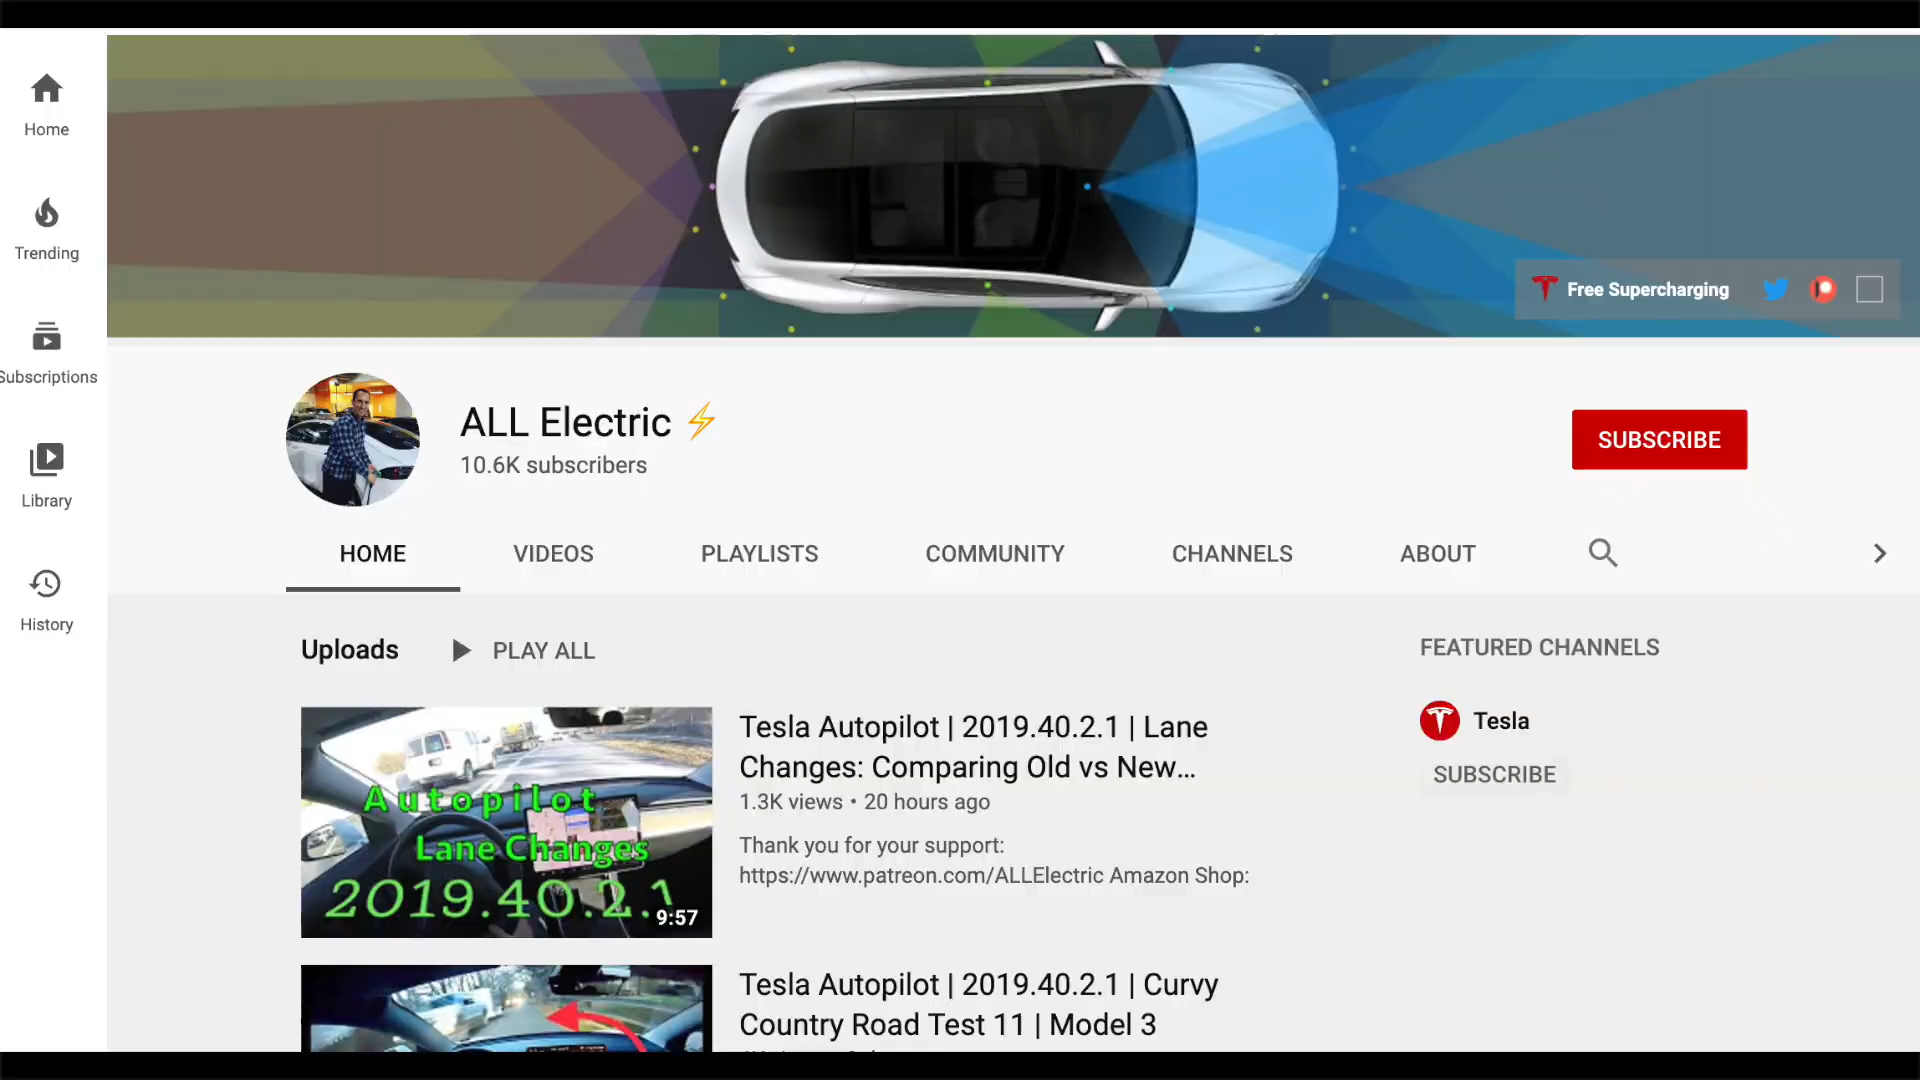 Home
Trending
Subscriptions
Library
History
Free Supercharging
ALL Electric
10.6K subscribers
SUBSCRIBE
HOME
VIDEOS
PLAYLISTS
COMMUNITY
CHANNELS
ABOUT
Uploads
PLAY ALL
Autopilot
Lane Changes
2019.40.2.1
9:57
Tesla Autopilot | 2019.40.2.1 | Lane
Changes: Comparing Old vs New...
1.3K views • 20 hours ago
Thank you for your support:
https://www.patreon.com/ALLElectric Amazon Shop:
Tesla Autopilot | 2019.40.2.1 | Curvy
Country Road Test 11 | Model 3
FEATURED CHANNELS
Tesla
SUBSCRIBE